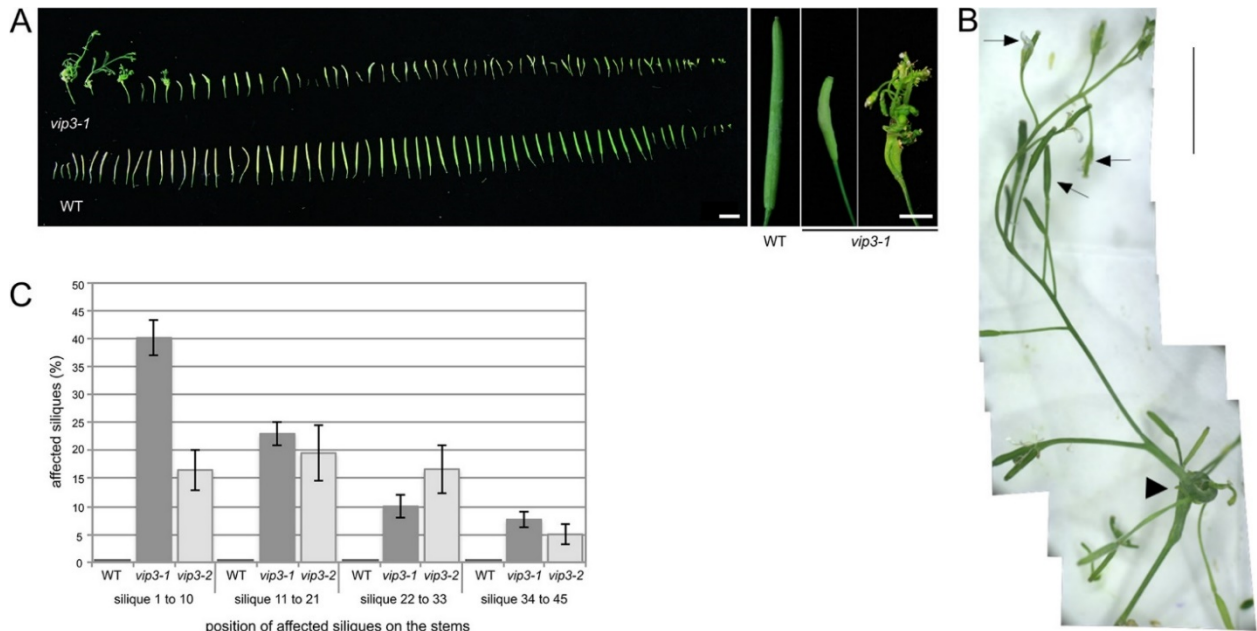 A
vip3-1
WT
WT vip3-1
B
C
affected siliques (%)
50
45
40
35
30
25
20
15
10
5
0
WT vip3-1 vip3-2 WT vip3-1 vip3-2 WT vip3-1 vip3-2 WT vip3-1 vip3-2
silique 1 to 10 silique 11 to 21 silique 22 to 33 silique 34 to 45
position of affected siliques on the stems